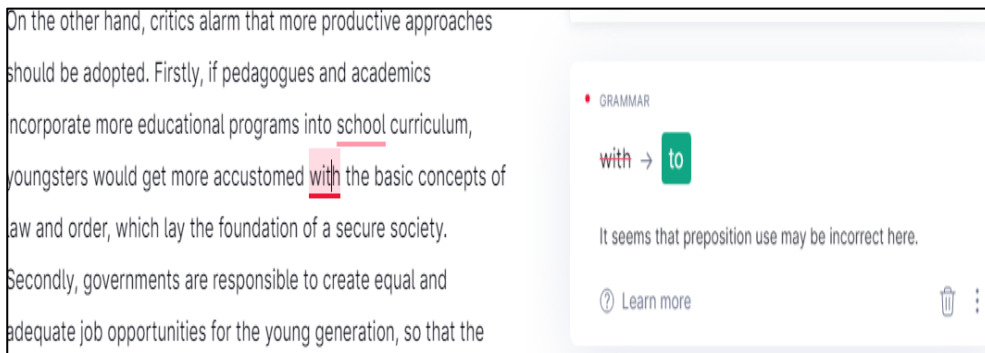 On the other hand, critics alarm that more productive approaches
should be adopted. Firstly, if pedagogues and academics
incorporate more educational programs into school curriculum,
youngsters would get more accustomed with the basic concepts of
law and order, which lay the foundation of a secure society.
Secondly, governments are responsible to create equal and
adequate job opportunities for the young generation, so that the
GRAMMAR
with → to
It seems that preposition use may be incorrect here.
Learn more